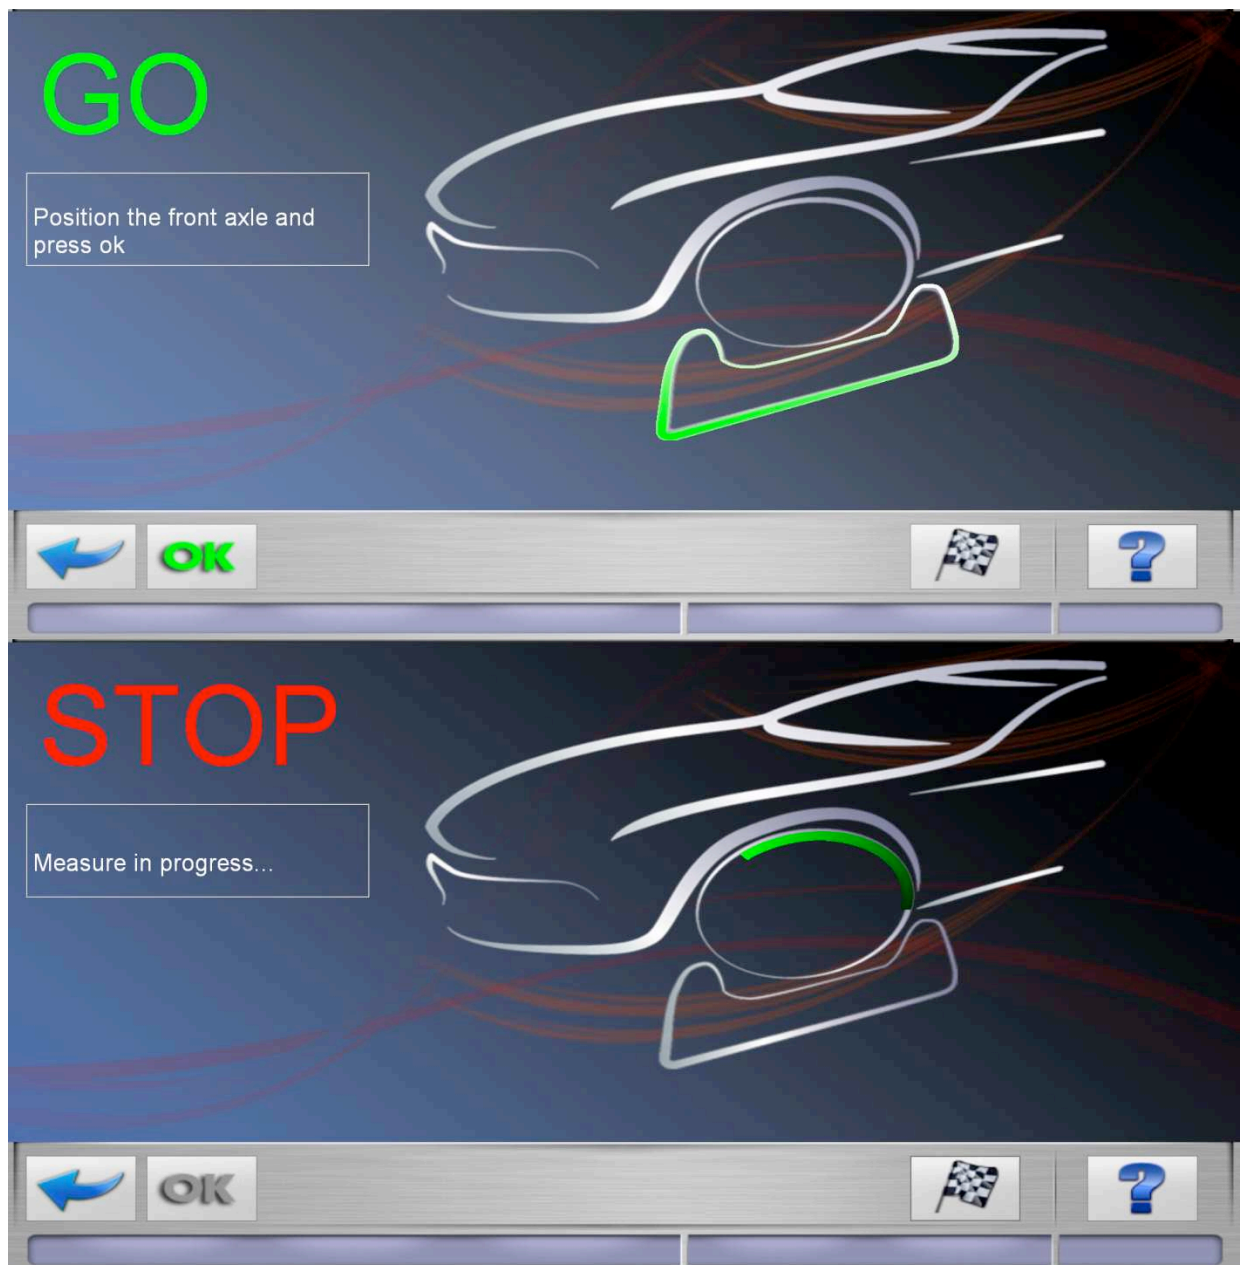 GO
Position the front axle and
press ok
OK
?
STOP
Measure in progress...
OK
?